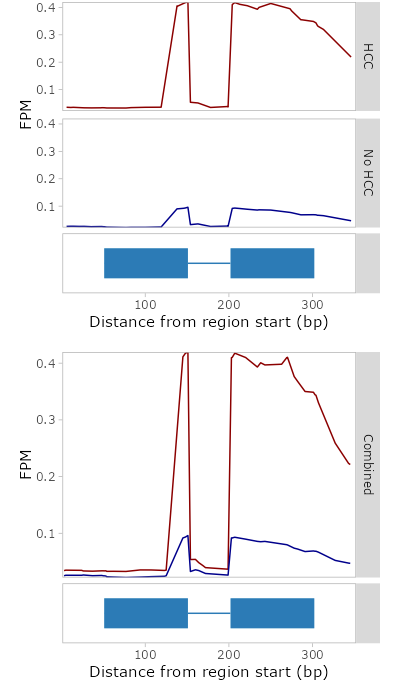 0.4
0.3
0.2
0.1
HCC
FPM
0.4
0.3
0.2
0.1
No HCC
100 200 300
Distance from region start (bp)
0.4
0.3
0.1
FPM
Combined
100 200 300
Distance from region start (bp)